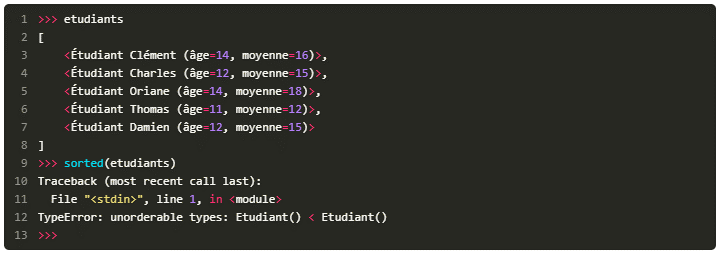 1 >>> etudiants
2 [
3     <Étudiant Clément (âge=14, moyenne=16)>,
4     <Étudiant Charles (âge=12, moyenne=15)>,
5     <Étudiant Oriane (âge=14, moyenne=18)>,
6     <Étudiant Thomas (âge=11, moyenne=12)>,
7     <Étudiant Damien (âge=12, moyenne=15)>
8 ]
9 >>> sorted(etudiants)
10 Traceback (most recent call last):
11   File "<stdin>", line 1, in <module>
12 TypeError: unorderable types: Etudiant() < Etudiant()
13 >>>